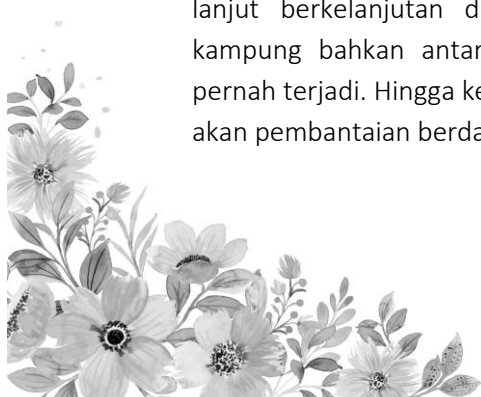 lanjut berkelanjutan d
kampung bahkan antar
pernah terjadi. Hingga ke
akan pembantaian berda